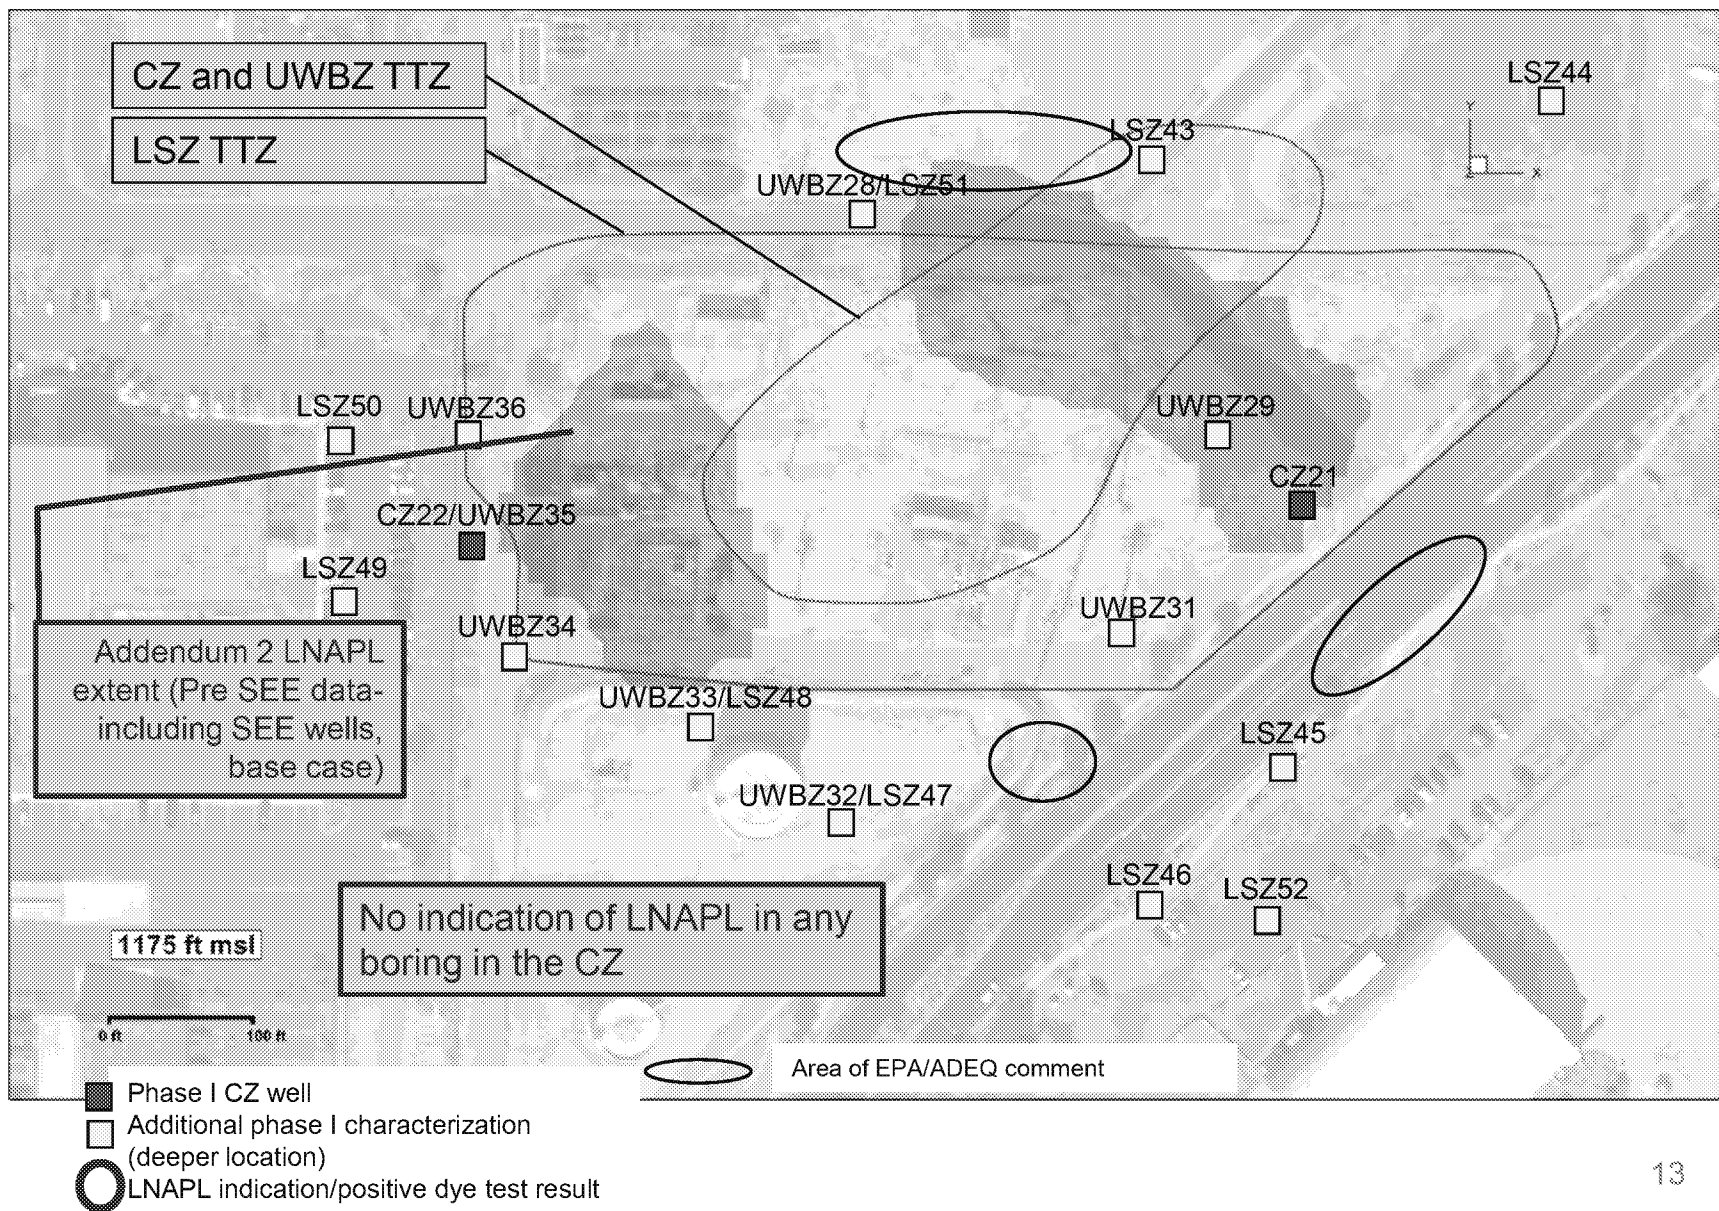 CZ and UWBZ TTZ
LSZ TTZ
LSZ44
LSZ43
Y
X
Z
UWBZ28/LSZ51
LSZ50
UWBZ36
UWBZ29
CZ21
CZ22/UWBZ35
LSZ49
UWBZ31
UWBZ34
Addendum 2 LNAPL
extent (Pre SEE data-
including SEE wells,
base case)
UWBZ33/LSZ48
LSZ45
UWBZ32/LSZ47
LSZ46
LSZ52
No indication of LNAPL in any
boring in the CZ
1175 ft msl
0 ft
100 ft
Area of EPA/ADEQ comment
Phase I CZ well
Additional phase I characterization
(deeper location)
LNAPL indication/positive dye test result
13